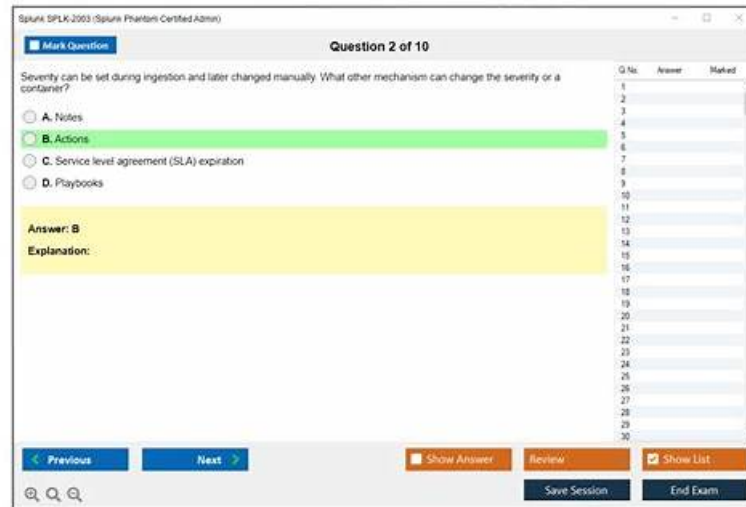 Splunk SPLK-2003 (Splunk Phantom Certified Admin)
Mark Question
Question 2 of 10
Severity can be set during ingestion and later changed manually. What other mechanism can change the severity or a
container?
A. Notes
B. Actions
C. Service level agreement (SLA) expiration
D. Playbooks
Answer: B
Explanation:
Q.No. Answer Marked
1
2
3
4
5
6
7
8
9
10
11
12
13
14
15
16
17
18
19
20
21
22
23
24
25
26
27
28
29
30
Previous
Next
Show Answer
Review
Show List
Save Session
End Exam